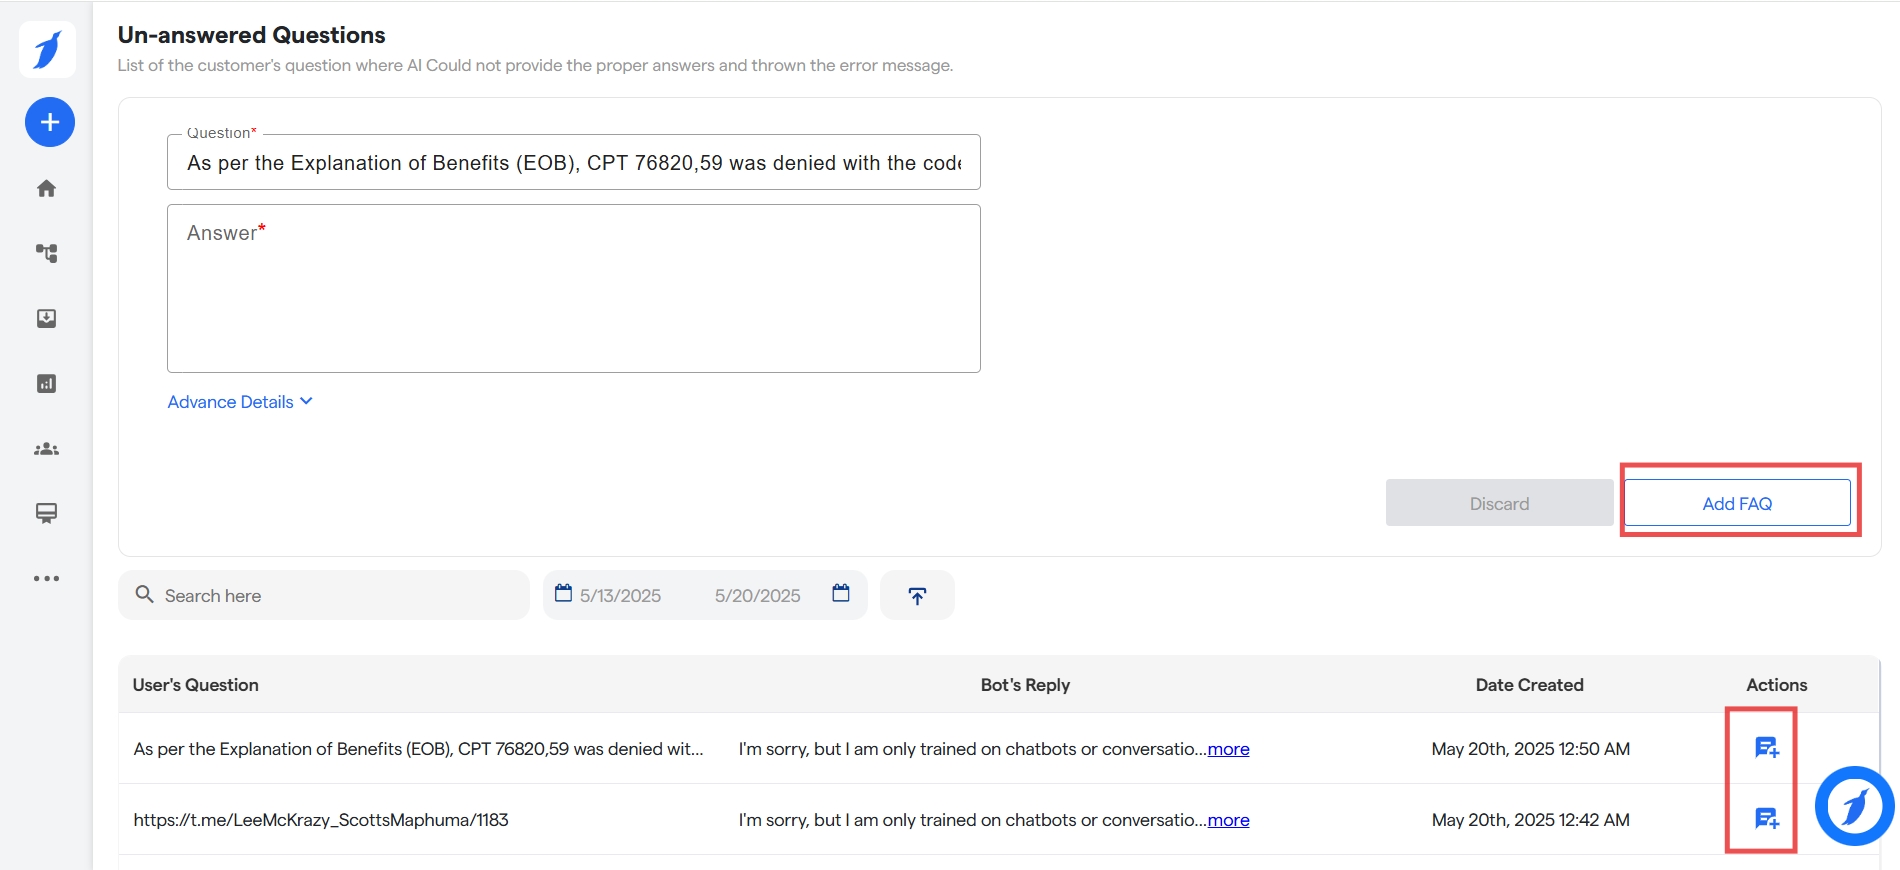 Un-answered Questions
List of the customer's question where AI Could not provide the proper answers and thrown the error message.
Question*
As per the Explanation of Benefits (EOB), CPT 76820,59 was denied with the code
Answer*
Advance Details
Discard
Add FAQ
Search here
5/13/2025
5/20/2025
User's Question
Bot's Reply
Date Created
Actions
As per the Explanation of Benefits (EOB), CPT 76820,59 was denied wit...
I'm sorry, but I am only trained on chatbots or conversatio...more
May 20th, 2025 12:50 AM
https://t.me/LeeMcKrazy_ScottsMaphuma/1183
I'm sorry, but I am only trained on chatbots or conversatio...more
May 20th, 2025 12:42 AM